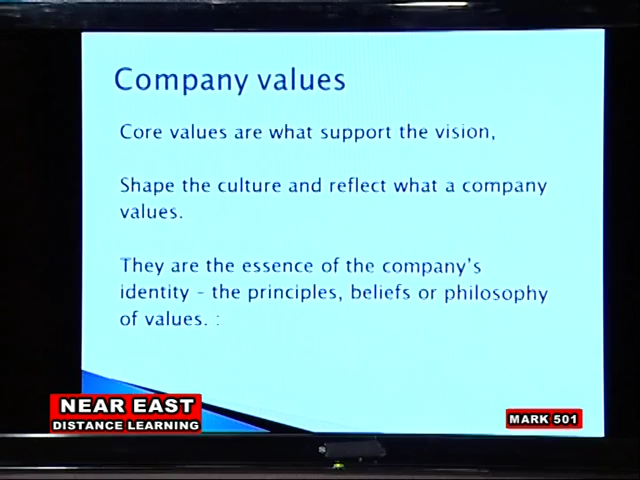 Company values
Core values are what support the vision,
Shape the culture and reflect what a company
values.
They are the essence of the company's
identity – the principles, beliefs or philosophy
of values. :
NEAR EAST
DISTANCE LEARNING
MARK 501